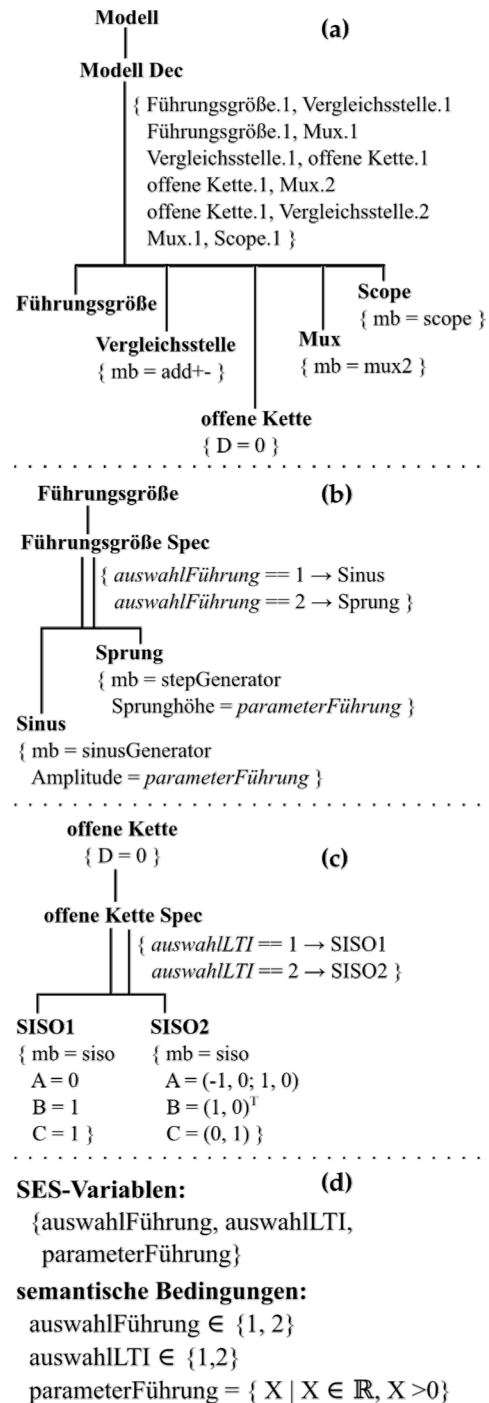 Modell
(a)
Modell Dec
{ Führungsgröße.1, Vergleichsstelle.1
Führungsgröße.1, Mux.1
Vergleichsstelle.1, offene Kette.1
offene Kette.1, Mux.2
offene Kette.1, Vergleichsstelle.2
Mux.1, Scope.1 }
Führungsgröße
Scope
{ mb = scope }
Vergleichsstelle
{ mb = add+- }
Mux
{ mb = mux2 }
offene Kette
{ D = 0 }
Führungsgröße
(b)
Führungsgröße Spec
{ auswahlFührung == 1 → Sinus
auswahlFührung == 2 → Sprung }
Sprung
{ mb = stepGenerator
Sprunghöhe = parameterFührung }
Sinus
{ mb = sinusGenerator
Amplitude = parameterFührung }
offene Kette
{ D = 0 }
(c)
offene Kette Spec
{ auswahlLTI == 1 → SISO1
auswahlLTI == 2 → SISO2 }
SISO1
{ mb = siso
A = 0
B = 1
C = 1 }
SISO2
{ mb = siso
A = (-1, 0; 1, 0)
B = (1, 0)ᵀ
C = (0, 1) }
(d)
SES-Variablen:
{auswahlFührung, auswahlLTI,
parameterFührung}
semantische Bedingungen:
auswahlFührung ∈ {1, 2}
auswahlLTI ∈ {1,2}
parameterFührung = { X | X ∈ ℝ, X >0}